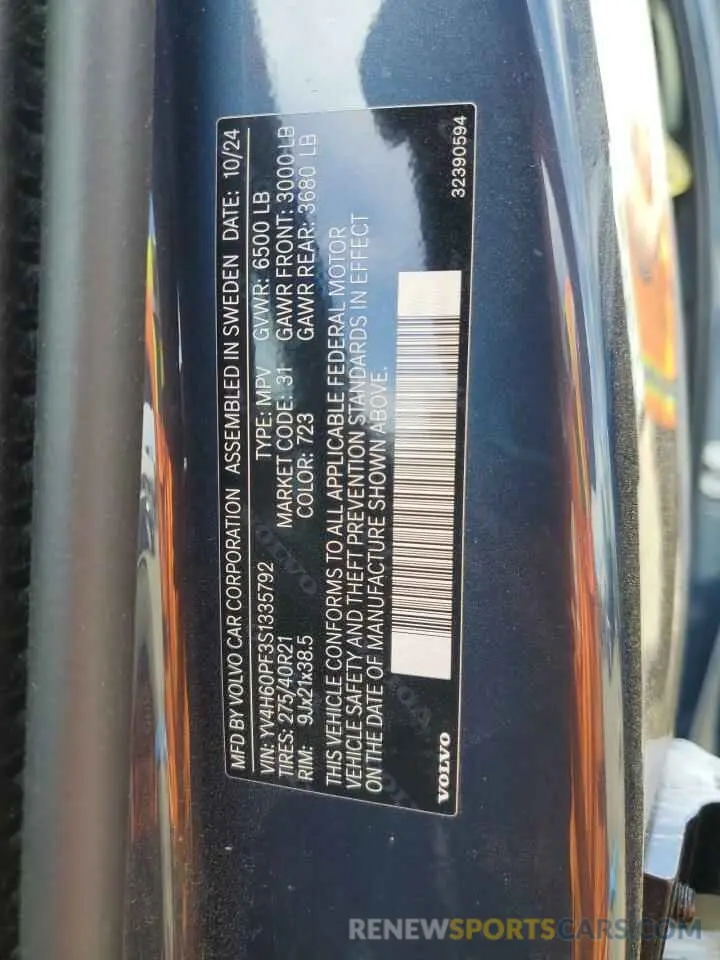 MFD BY VOLVO CAR CORPORATION ASSEMBLED IN SWEDEN DATE: 10/24
VIN: YV4H60PF3S1335792 TYPE: MPV GVWR: 6500 LB
TIRES: 275/40R21 MARKET CODE: 31 GAWR FRONT: 3000 LB
RIM: 9Jx21x38.5 COLOR: 723 GAWR REAR: 3680 LB
THIS VEHICLE CONFORMS TO ALL APPLICABLE FEDERAL MOTOR
VEHICLE SAFETY AND THEFT PREVENTION STANDARDS IN EFFECT
ON THE DATE OF MANUFACTURE SHOWN ABOVE.
VOLVO 32390594
RENEWSPORTSCARS.COM